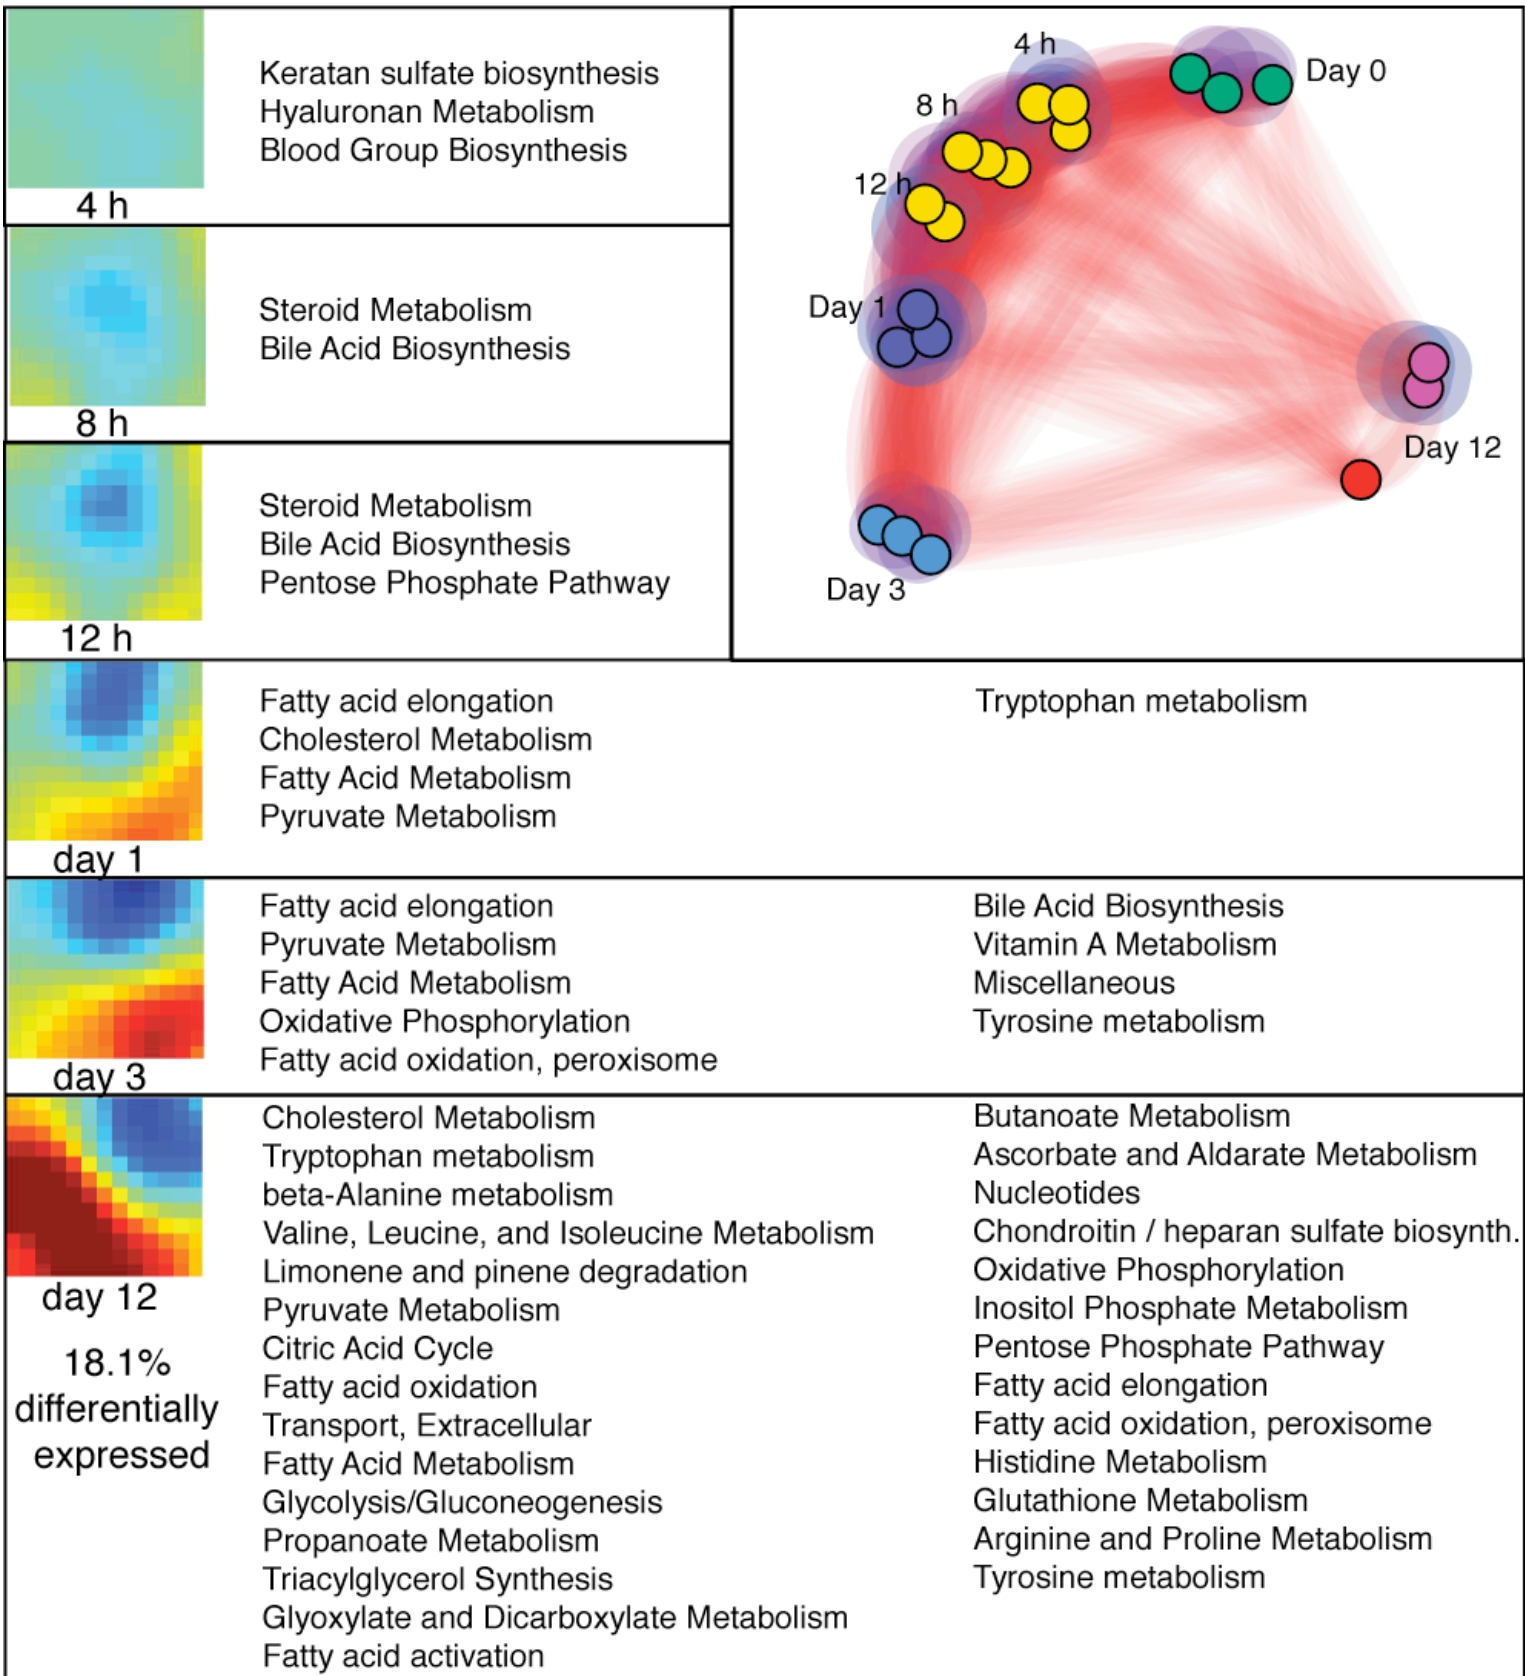 Keratan sulfate biosynthesis
Hyaluronan Metabolism
Blood Group Biosynthesis
4 h
Steroid Metabolism
Bile Acid Biosynthesis
8 h
Steroid Metabolism
Bile Acid Biosynthesis
Pentose Phosphate Pathway
12 h
4 h
Day 0
8 h
12 h
Day 1
Day 12
Day 3
Fatty acid elongation
Cholesterol Metabolism
Fatty Acid Metabolism
Pyruvate Metabolism
Tryptophan metabolism
day 1
Fatty acid elongation
Pyruvate Metabolism
Fatty Acid Metabolism
Oxidative Phosphorylation
Fatty acid oxidation, peroxisome
Bile Acid Biosynthesis
Vitamin A Metabolism
Miscellaneous
Tyrosine metabolism
day 3
day 12
18.1%
differentially
expressed
Cholesterol Metabolism
Tryptophan metabolism
beta-Alanine metabolism
Valine, Leucine, and Isoleucine Metabolism
Limonene and pinene degradation
Pyruvate Metabolism
Citric Acid Cycle
Fatty acid oxidation
Transport, Extracellular
Fatty Acid Metabolism
Glycolysis/Gluconeogenesis
Propanoate Metabolism
Triacylglycerol Synthesis
Glyoxylate and Dicarboxylate Metabolism
Fatty acid activation
Butanoate Metabolism
Ascorbate and Aldarate Metabolism
Nucleotides
Chondroitin / heparan sulfate biosynth.
Oxidative Phosphorylation
Inositol Phosphate Metabolism
Pentose Phosphate Pathway
Fatty acid elongation
Fatty acid oxidation, peroxisome
Histidine Metabolism
Glutathione Metabolism
Arginine and Proline Metabolism
Tyrosine metabolism